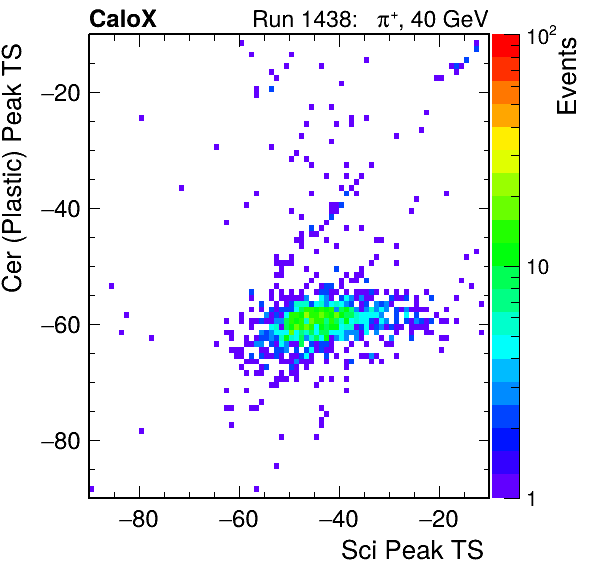 CaloX Run 1438: π⁺, 40 GeV
Cer (Plastic) Peak TS
−20
−40
−60
−80
−80 −60 −40 −20
Sci Peak TS
10²
10
1
Events